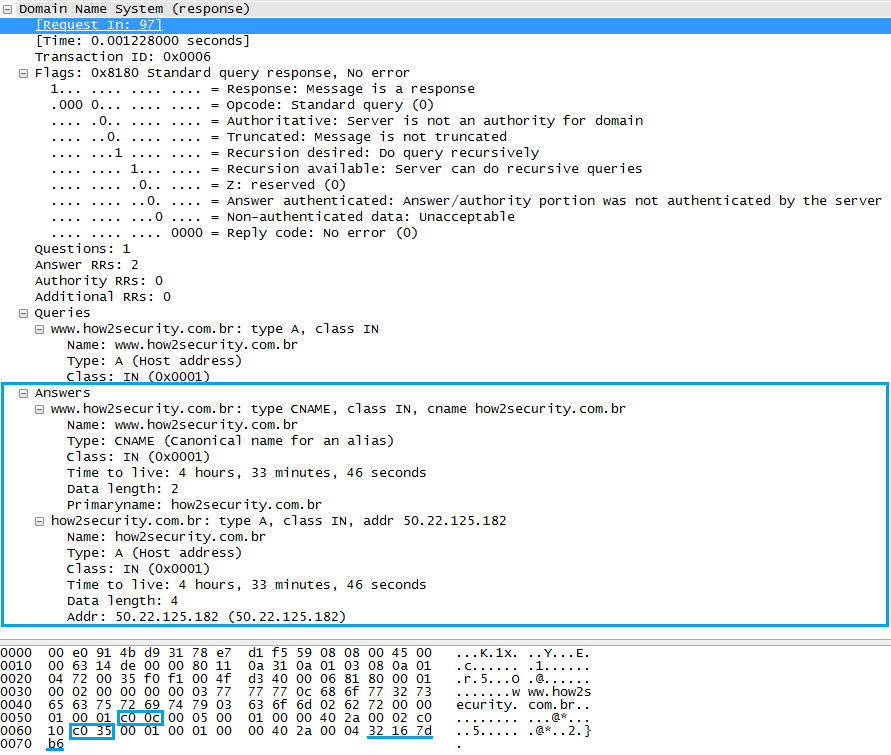 Domain Name System (response)
[Request In: 97]
[Time: 0.001228000 seconds]
Transaction ID: 0x0006
Flags: 0x8180 Standard query response, No error
1... .... .... .... = Response: Message is a response
.000 0... .... .... = Opcode: Standard query (0)
.... .0.. .... .... = Authoritative: Server is not an authority for domain
.... ..0. .... .... = Truncated: Message is not truncated
.... ...1 .... .... = Recursion desired: Do query recursively
.... .... 1... .... = Recursion available: Server can do recursive queries
.... .... .0.. .... = Z: reserved (0)
.... .... ..0. .... = Answer authenticated: Answer/authority portion was not authenticated by the server
.... .... ...0 .... = Non-authenticated data: Unacceptable
.... .... .... 0000 = Reply code: No error (0)
Questions: 1
Answer RRs: 2
Authority RRs: 0
Additional RRs: 0
Queries
www.how2security.com.br: type A, class IN
Name: www.how2security.com.br
Type: A (Host address)
Class: IN (0x0001)
Answers
www.how2security.com.br: type CNAME, class IN, cname how2security.com.br
Name: www.how2security.com.br
Type: CNAME (Canonical name for an alias)
Class: IN (0x0001)
Time to live: 4 hours, 33 minutes, 46 seconds
Data length: 2
Primaryname: how2security.com.br
how2security.com.br: type A, class IN, addr 50.22.125.182
Name: how2security.com.br
Type: A (Host address)
Class: IN (0x0001)
Time to live: 4 hours, 33 minutes, 46 seconds
Data length: 4
Addr: 50.22.125.182 (50.22.125.182)
0000 00 e0 91 4b d9 31 78 e7 d1 f5 59 08 08 00 45 00 ...K.1x. ..Y...E.
0010 00 63 14 de 00 00 80 11 0a 31 0a 01 03 08 0a 01 .c...... .1......
0020 04 72 00 35 f0 f1 00 4f d3 40 00 06 81 80 00 01 .r.5...O .@......
0030 00 02 00 00 00 00 03 77 77 77 0c 68 6f 77 32 73 .......w ww.how2s
0040 65 63 75 72 69 74 79 03 63 6f 6d 02 62 72 00 00 ecurity. com.br..
0050 01 00 01 c0 0c 00 05 00 01 00 00 40 2a 00 02 c0 ........ ...@*...
0060 10 c0 35 00 01 00 01 00 00 40 2a 00 04 32 16 7d ..5..... .@*..2.}
0070 b6 .